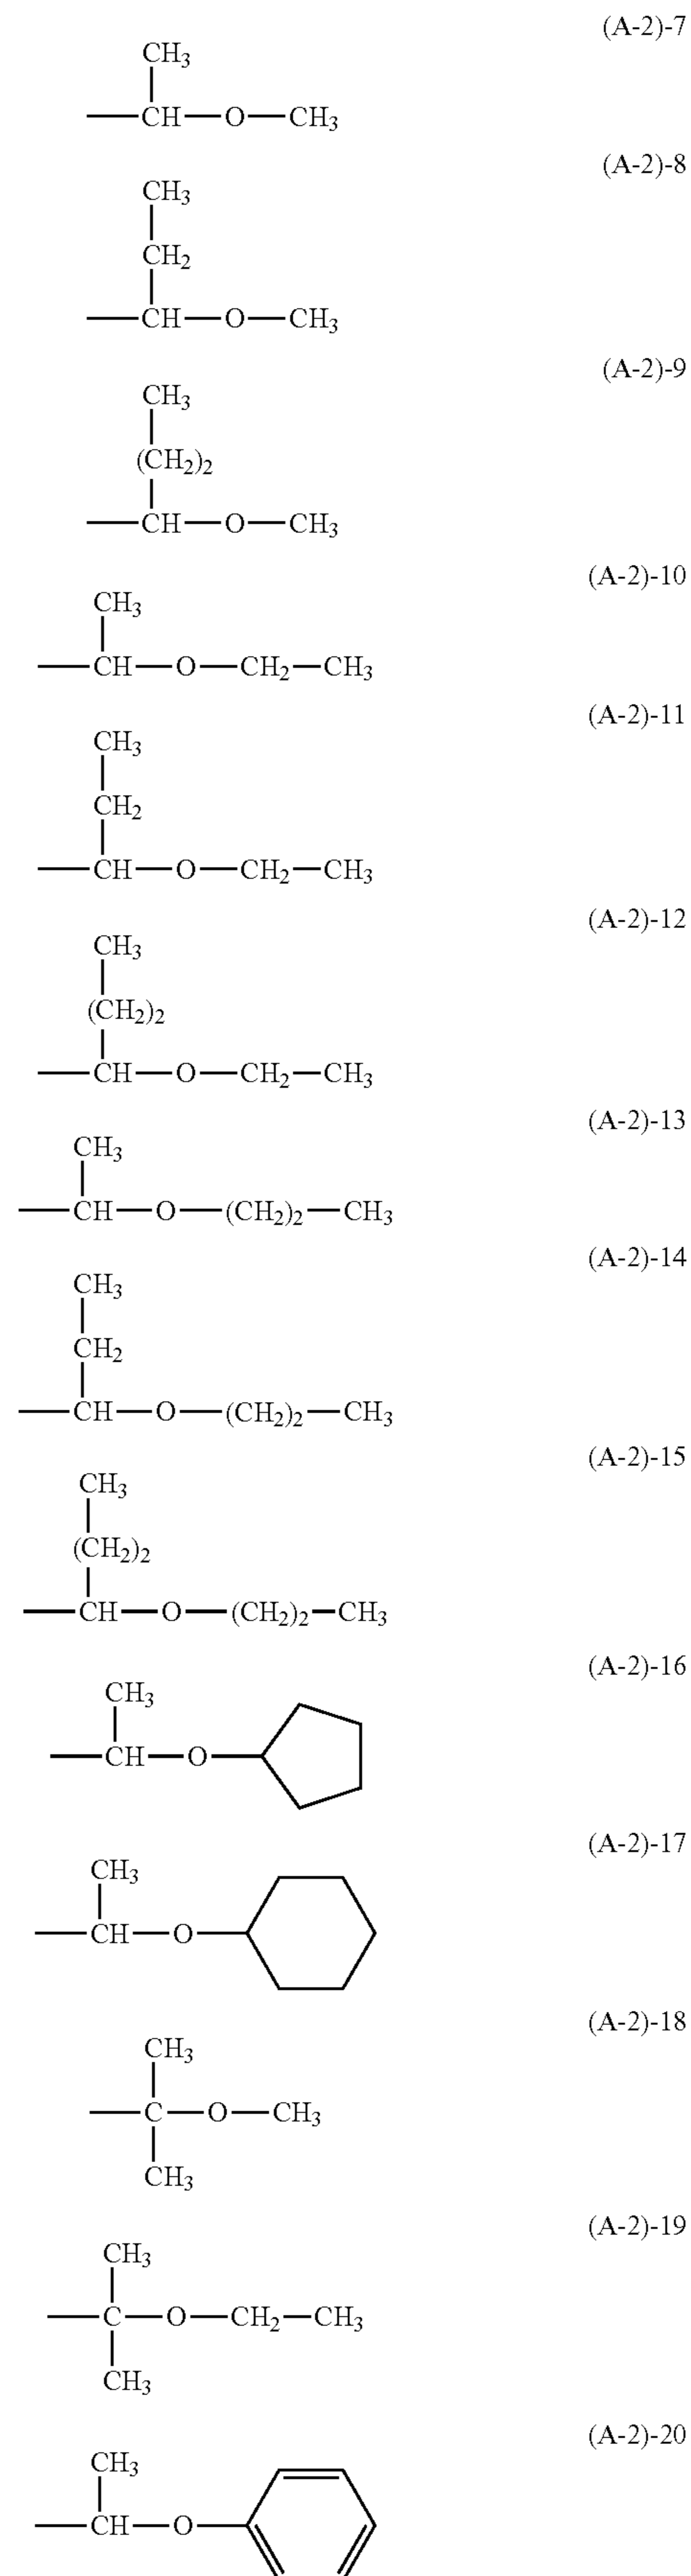 (A-2)-7
CH₃
CH—O—CH₃
(A-2)-8
CH₃
CH₂
CH—O—CH₃
(A-2)-9
CH₃
(CH₂)₂
CH—O—CH₃
(A-2)-10
CH₃
CH—O—CH₂—CH₃
(A-2)-11
CH₃
CH₂
CH—O—CH₂—CH₃
(A-2)-12
CH₃
(CH₂)₂
CH—O—CH₂—CH₃
(A-2)-13
CH₃
CH—O—(CH₂)₂—CH₃
(A-2)-14
CH₃
CH₂
CH—O—(CH₂)₂—CH₃
(A-2)-15
CH₃
(CH₂)₂
CH—O—(CH₂)₂—CH₃
(A-2)-16
CH₃
CH—O
(A-2)-17
CH₃
CH—O
(A-2)-18
CH₃
C—O—CH₃
CH₃
(A-2)-19
CH₃
C—O—CH₂—CH₃
CH₃
(A-2)-20
CH₃
CH—O